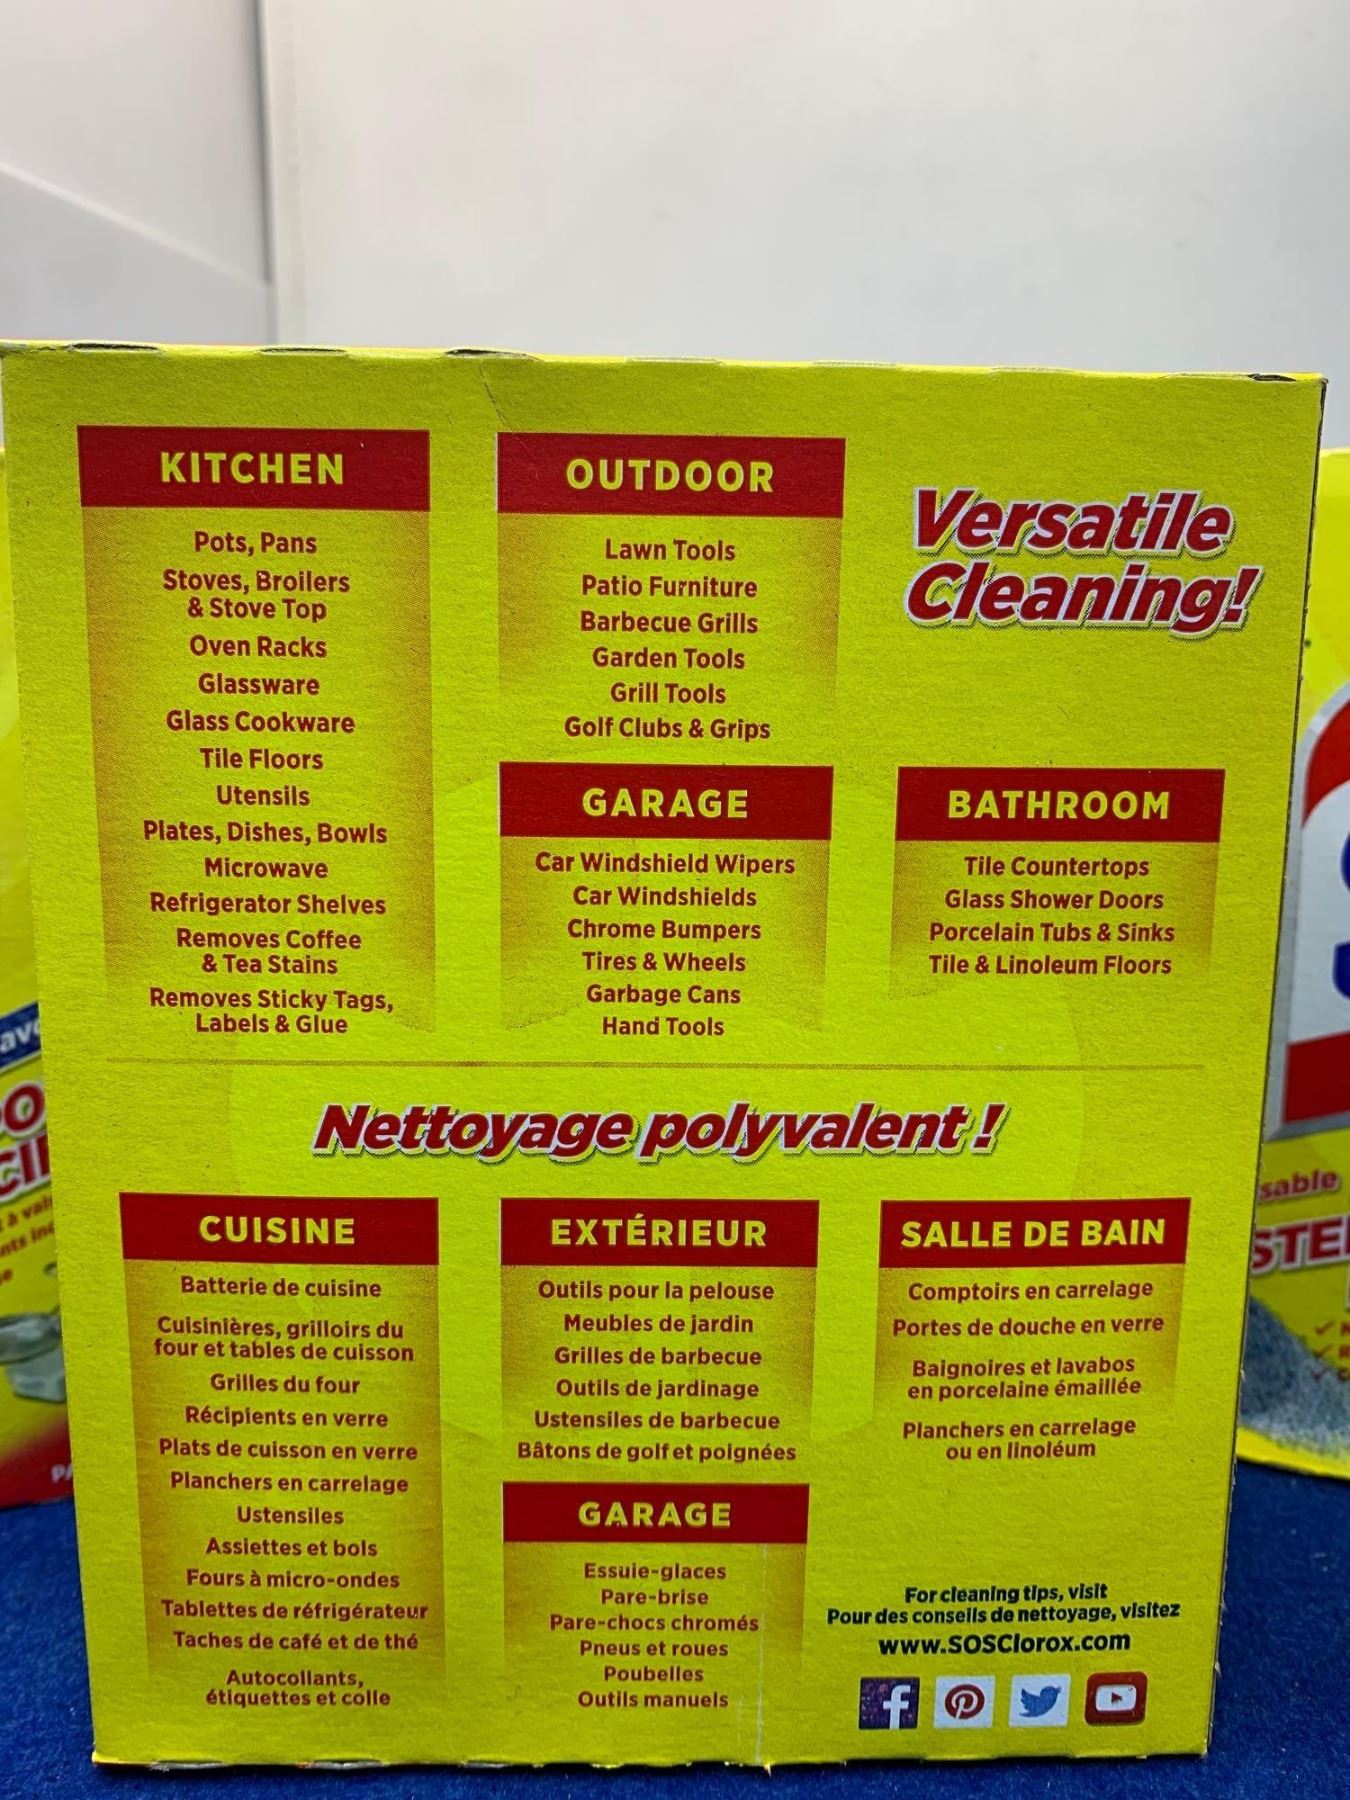 KITCHEN
Pots, Pans
Stoves, Broilers
& Stove Top
Oven Racks
Glassware
Glass Cookware
Tile Floors
Utensils
Plates, Dishes, Bowls
Microwave
Refrigerator Shelves
Removes Coffee
& Tea Stains
Removes Sticky Tags,
Labels & Glue
OUTDOOR
Lawn Tools
Patio Furniture
Barbecue Grills
Garden Tools
Grill Tools
Golf Clubs & Grips
GARAGE
Car Windshield Wipers
Car Windshields
Chrome Bumpers
Tires & Wheels
Garbage Cans
Hand Tools
Versatile
Cleaning!
BATHROOM
Tile Countertops
Glass Shower Doors
Porcelain Tubs & Sinks
Tile & Linoleum Floors
Nettoyage polyvalent !
CUISINE
Batterie de cuisine
Cuisinières, grilloirs du
four et tables de cuisson
Grilles du four
Récipients en verre
Plats de cuisson en verre
Planchers en carrelage
Ustensiles
Assiettes et bols
Fours à micro-ondes
Tablettes de réfrigérateur
Taches de café et de thé
Autocollants,
étiquettes et colle
EXTÉRIEUR
Outils pour la pelouse
Meubles de jardin
Grilles de barbecue
Outils de jardinage
Ustensiles de barbecue
Bâtons de golf et poignées
GARAGE
Essuie-glaces
Pare-brise
Pare-chocs chromés
Pneus et roues
Poubelles
Outils manuels
SALLE DE BAIN
Comptoirs en carrelage
Portes de douche en verre
Baignoires et lavabos
en porcelaine émaillée
Planchers en carrelage
ou en linoléum
For cleaning tips, visit
Pour des conseils de nettoyage, visitez
www.SOSClorox.com